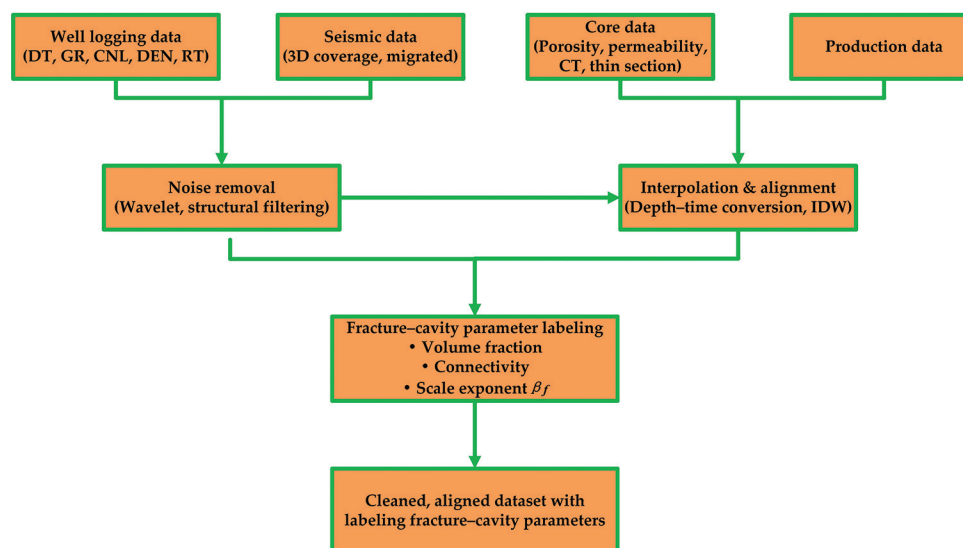 Well logging data
(DT, GR, CNL, DEN, RT)
Seismic data
(3D coverage, migrated)
Core data
(Porosity, permeability,
CT, thin section)
Production data
Noise removal
(Wavelet, structural filtering)
Interpolation & alignment
(Depth–time conversion, IDW)
Fracture–cavity parameter labeling
• Volume fraction
• Connectivity
• Scale exponent βf
Cleaned, aligned dataset with
labeling fracture–cavity parameters